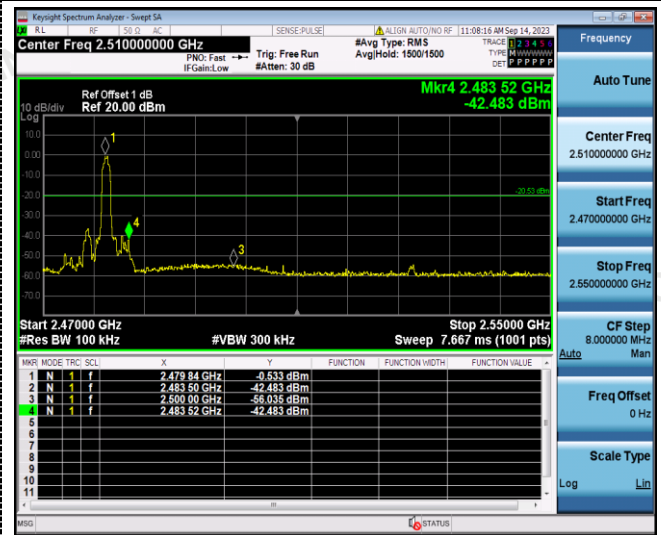 Keysight Spectrum Analyzer - Swept SA
RL RF 50 Ω AC SENSE:PULSE ALIGN AUTO/NO RF 11:08:16 AM Sep 14, 2023
Frequency
Center Freq 2.510000000 GHz
#Avg Type: RMS
Avg|Hold: 1500/1500
PNO: Fast
IFGain:Low
Trig: Free Run
#Atten: 30 dB
TRACE 1 2 3 4 5 6
TYPE M W W W W W
DET P P P P P P
Auto Tune
Mkr4 2.483 52 GHz
-42.483 dBm
Ref Offset 1 dB
10 dB/div Ref 20.00 dBm
Log
10.0
0.00
-10.0
-20.0
-30.0
-40.0
-50.0
-60.0
-70.0
1
4
3
-20.53 dBm
Center Freq
2.510000000 GHz
Start Freq
2.470000000 GHz
Stop Freq
2.550000000 GHz
Start 2.47000 GHz Stop 2.55000 GHz
#Res BW 100 kHz #VBW 300 kHz Sweep 7.667 ms (1001 pts)
CF Step
8.000000 MHz
Auto Man
MKR MODE TRC SCL X Y FUNCTION FUNCTION WIDTH FUNCTION VALUE
1 N 1 f 2.479 84 GHz -0.533 dBm
2 N 1 f 2.483 50 GHz -42.483 dBm
3 N 1 f 2.500 00 GHz -56.035 dBm
4 N 1 f 2.483 52 GHz -42.483 dBm
5
6
7
8
9
10
11
Freq Offset
0 Hz
Scale Type
Log Lin
MSG STATUS